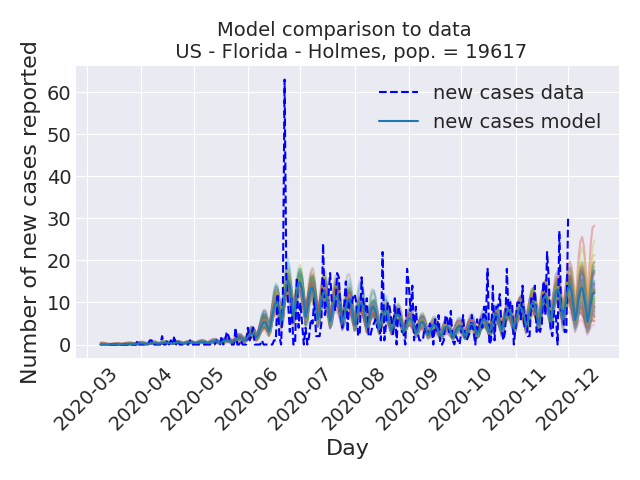 Model comparison to data
US - Florida - Holmes, pop. = 19617
Number of new cases reported
60
50
40
30
20
10
0
new cases data
new cases model
2020-03
2020-04
2020-05
2020-06
2020-07
2020-08
2020-09
2020-10
2020-11
2020-12
Day